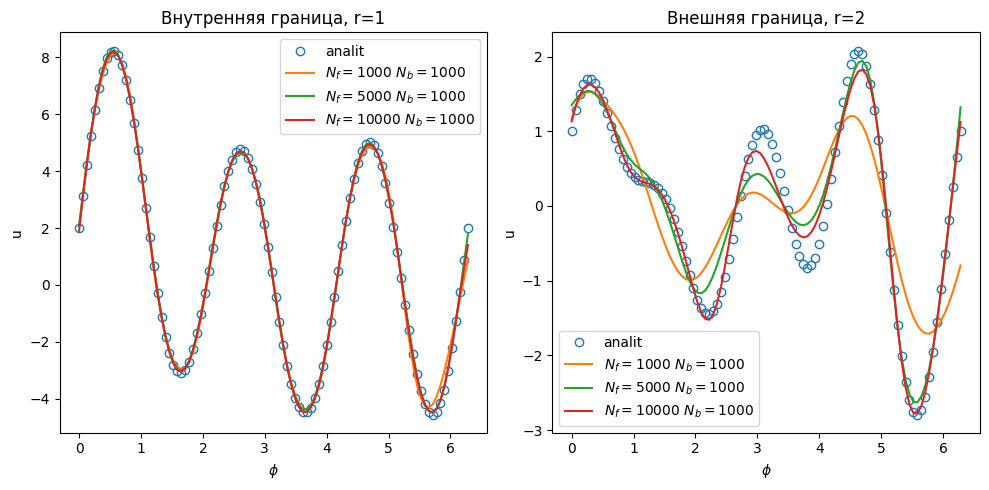 Внутренняя граница, r=1
u
8
6
4
2
0
−2
−4
0 1 2 3 4 5 6
ϕ
analit
N_f = 1000 N_b = 1000
N_f = 5000 N_b = 1000
N_f = 10000 N_b = 1000
Внешняя граница, r=2
u
2
1
0
−1
−2
−3
0 1 2 3 4 5 6
ϕ
analit
N_f = 1000 N_b = 1000
N_f = 5000 N_b = 1000
N_f = 10000 N_b = 1000